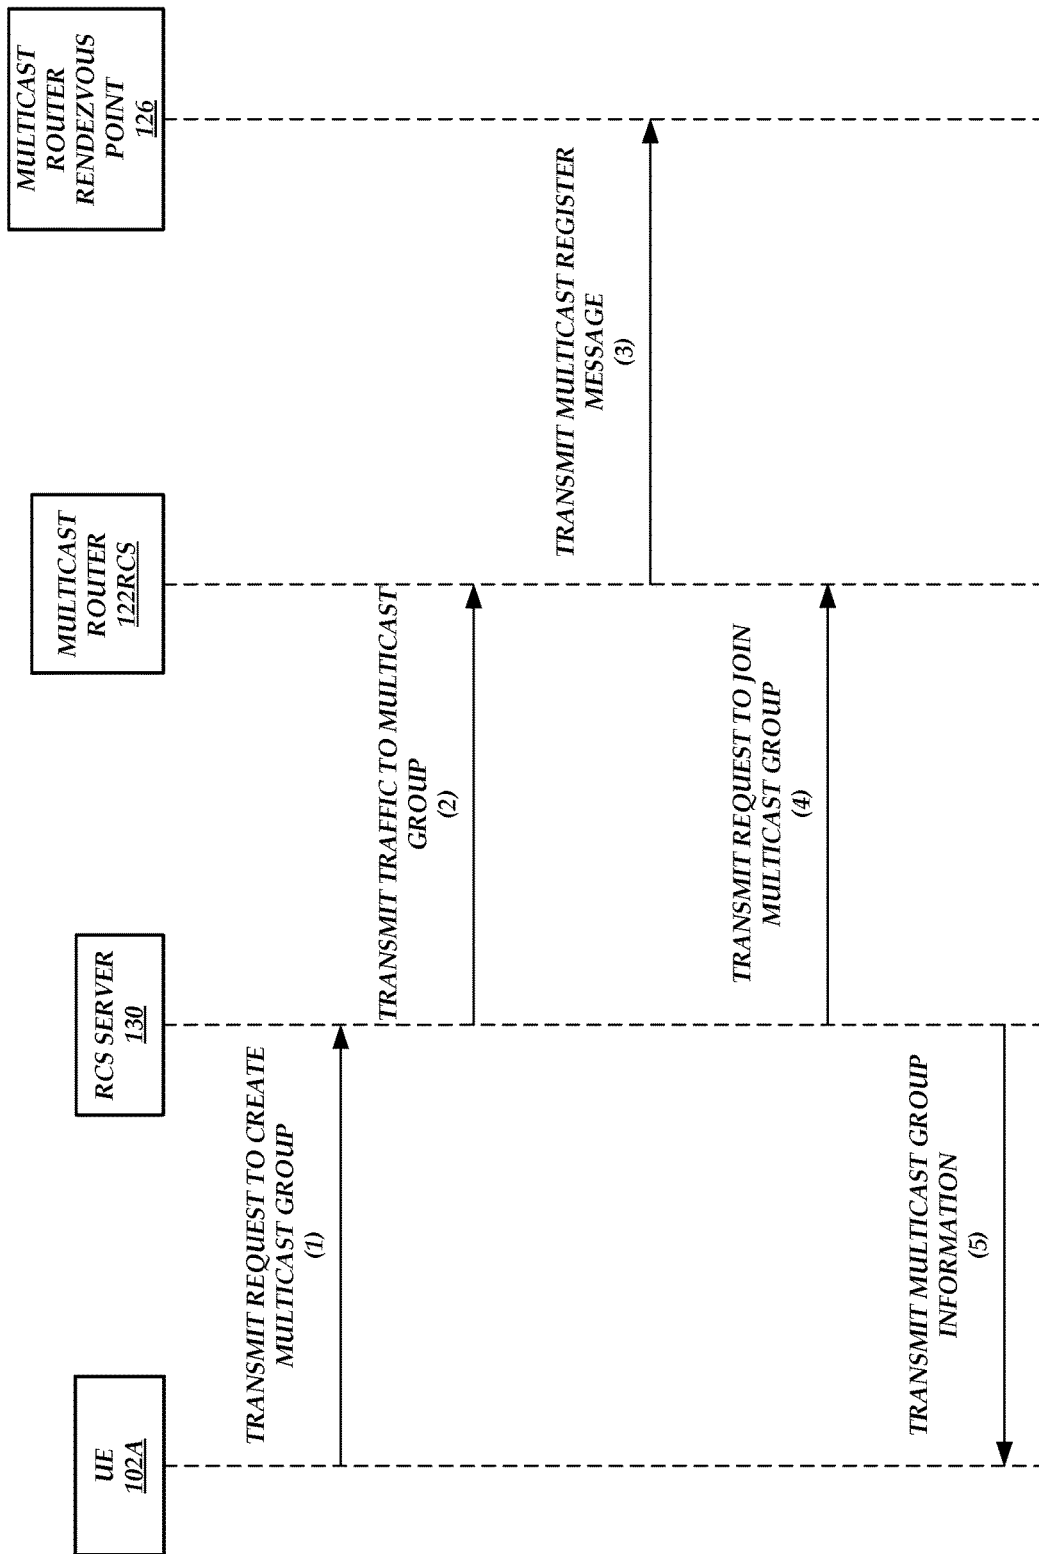 UE
102A
RCS SERVER
130
MULTICAST
ROUTER
122RCS
MULTICAST
ROUTER
RENDEZVOUS
POINT
126
TRANSMIT REQUEST TO CREATE
MULTICAST GROUP
(1)
TRANSMIT TRAFFIC TO MULTICAST
GROUP
(2)
TRANSMIT MULTICAST REGISTER
MESSAGE
(3)
TRANSMIT REQUEST TO JOIN
MULTICAST GROUP
(4)
TRANSMIT MULTICAST GROUP
INFORMATION
(5)